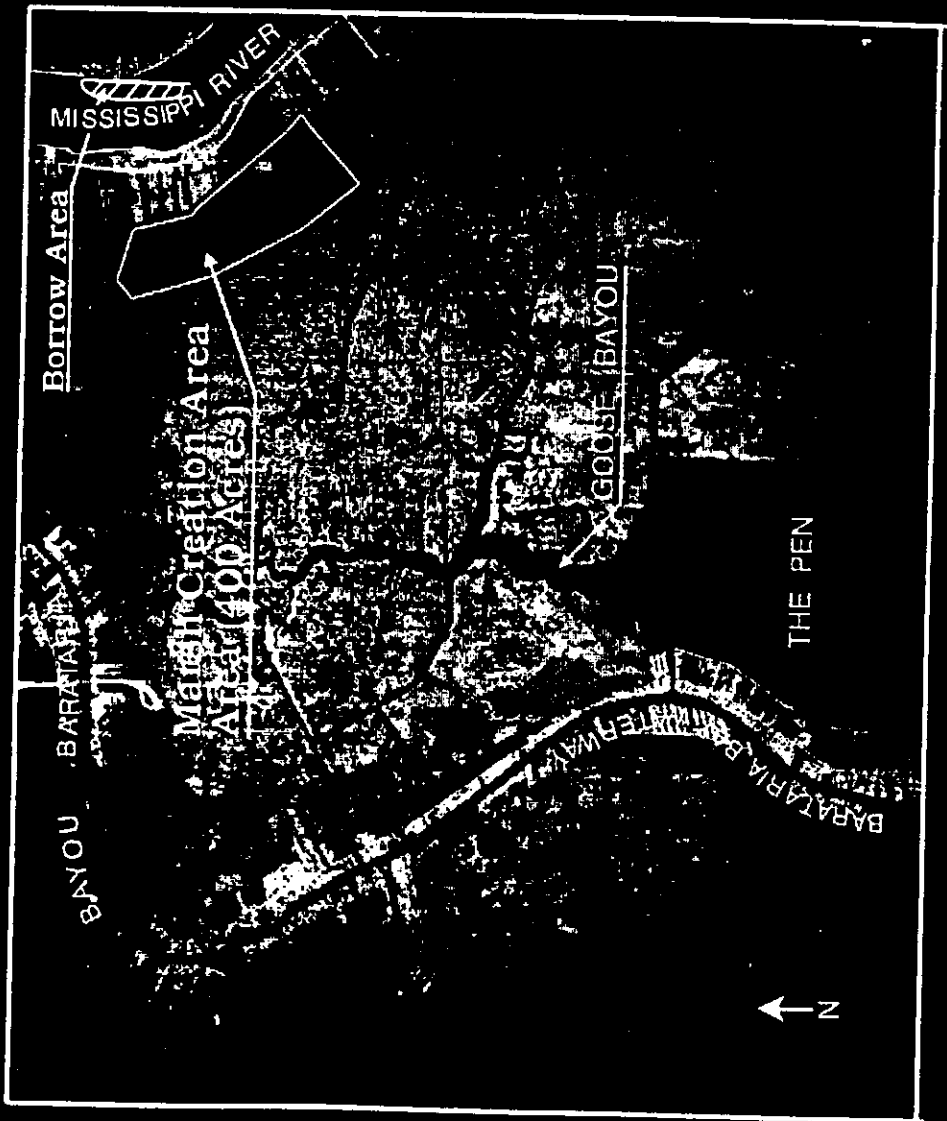 MISSISSIPPI RIVER
Borrow Area
Marsh Creation Area
Area (400 Acres)
GOOSE BAYOU
BAYOU BARATARIA
THE PEN
BARATARIA BAY WATERWAY
N